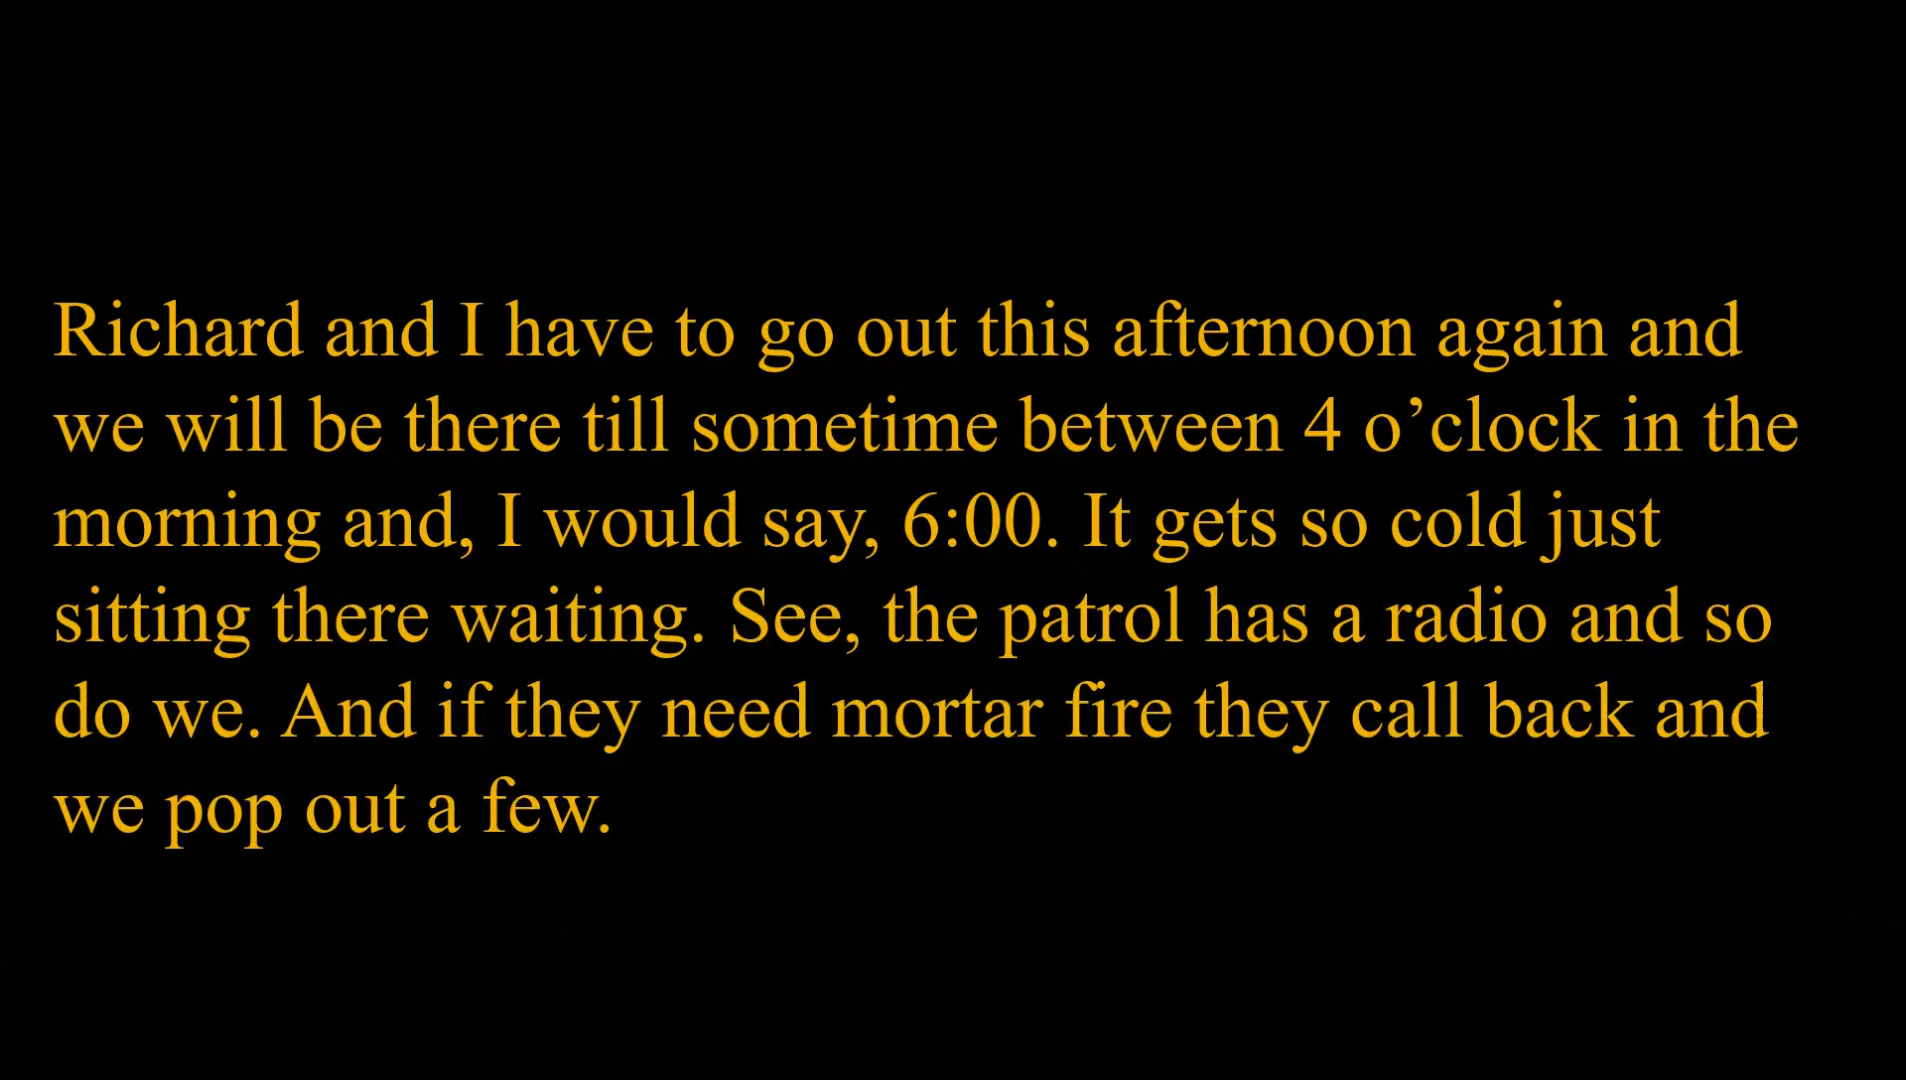 Richard and I have to go out this afternoon again and
we will be there till sometime between 4 o’clock in the
morning and, I would say, 6:00. It gets so cold just
sitting there waiting. See, the patrol has a radio and so
do we. And if they need mortar fire they call back and
we pop out a few.